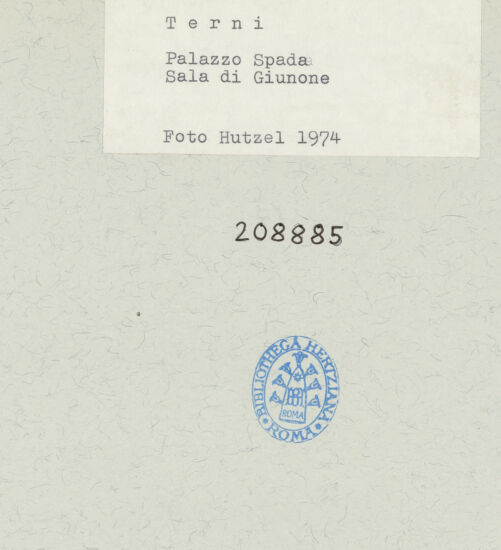 T e r n i
Palazzo Spada
Sala di Giunone
Foto Hutzel 1974
208885
BIBLIOTHECA HERTZIANA
ROMA
ROMA